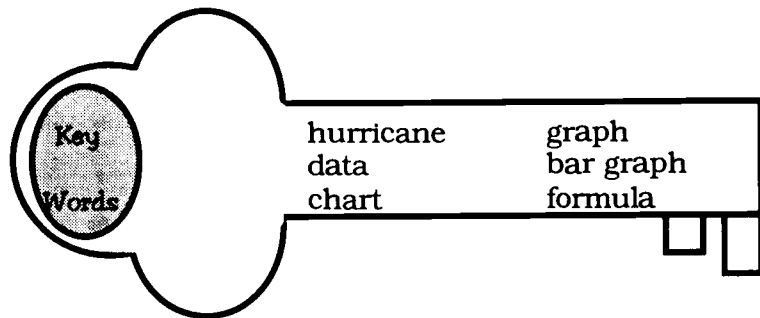 Key
Words
hurricane
data
chart
graph
bar graph
formula